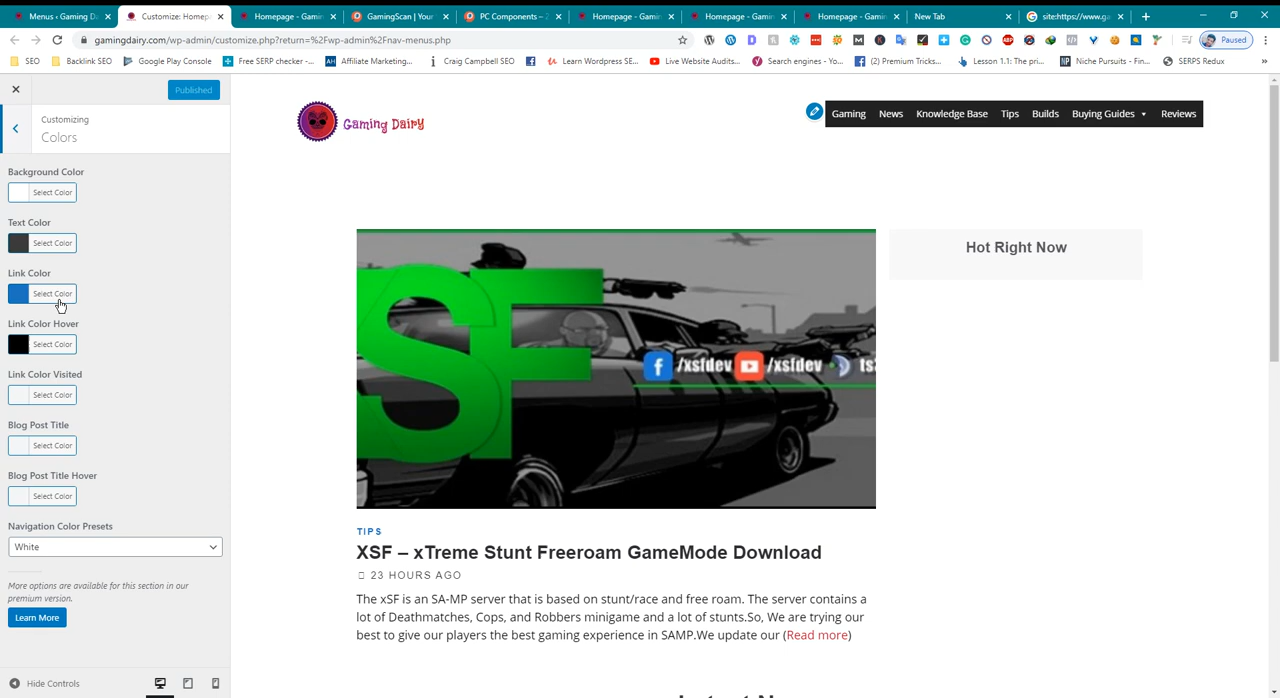 Menus ‹ Gaming D
Customize: Homep
Homepage - Gamin
GamingScan | Your
PC Components –
Homepage - Gamin
Homepage - Gamin
Homepage - Gamin
New Tab
site:https://www.ga
gamingdairy.com/wp-admin/customize.php?return=%2Fwp-admin%2Fnav-menus.php
Paused
SEO
Backlink SEO
Google Play Console
Free SERP checker -...
Affiliate Marketing...
Craig Campbell SEO
Learn Wordpress SE...
Live Website Audits...
Search engines - Yo...
(2) Premium Tricks...
Lesson 1.1: The pri...
Niche Pursuits - Fin...
SERPS Redux
Published
Customizing
Colors
Background Color
Select Color
Text Color
Select Color
Link Color
Select Color
Link Color Hover
Select Color
Link Color Visited
Select Color
Blog Post Title
Select Color
Blog Post Title Hover
Select Color
Navigation Color Presets
White
More options are available for this section in our
premium version.
Learn More
Hide Controls
Gaming Dairy
Gaming News Knowledge Base Tips Builds Buying Guides Reviews
SF
/xsfdev /xsfdev
Hot Right Now
TIPS
XSF – xTreme Stunt Freeroam GameMode Download
23 HOURS AGO
The xSF is an SA-MP server that is based on stunt/race and free roam. The server contains a
lot of Deathmatches, Cops, and Robbers minigame and a lot of stunts.So, We are trying our
best to give our players the best gaming experience in SAMP.We update our (Read more)